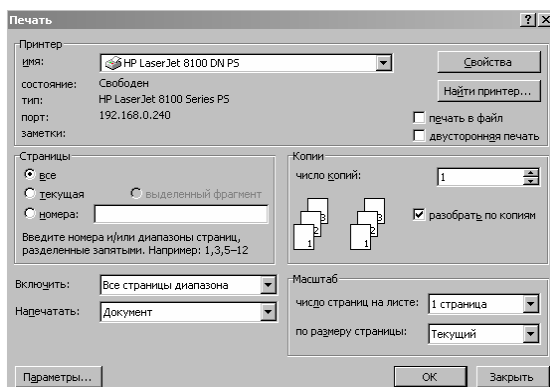 Печать
Принтер
имя: HP LaserJet 8100 DN PS Свойства
состояние: Свободен
тип: HP LaserJet 8100 Series PS Найти принтер...
порт: 192.168.0.240
печать в файл
заметки: двусторонняя печать
Страницы Копии
все число копий: 1
текущая выделенный фрагмент
номера: разобрать по копиям
Введите номера и/или диапазоны страниц,
разделенные запятыми. Например: 1,3,5–12
3 3
2 2
1 1
Включить: Все страницы диапазона Масштаб
Напечатать: Документ число страниц на листе: 1 страница
по размеру страницы: Текущий
Параметры... ОК Закрыть